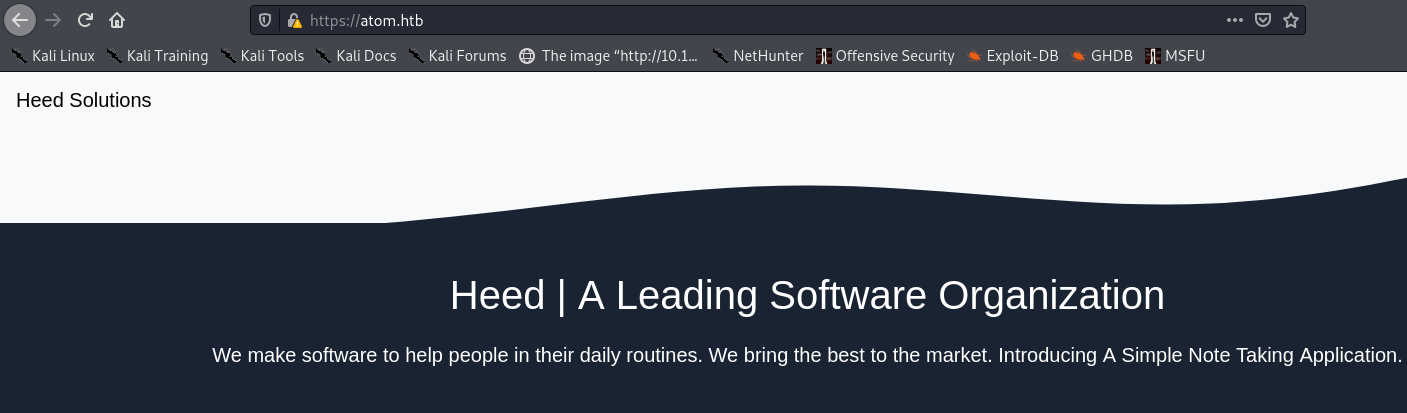 https://atom.htb
Kali Linux Kali Training Kali Tools Kali Docs Kali Forums The image “http://10.1... NetHunter Offensive Security Exploit-DB GHDB MSFU
Heed Solutions
Heed | A Leading Software Organization
We make software to help people in their daily routines. We bring the best to the market. Introducing A Simple Note Taking Application.